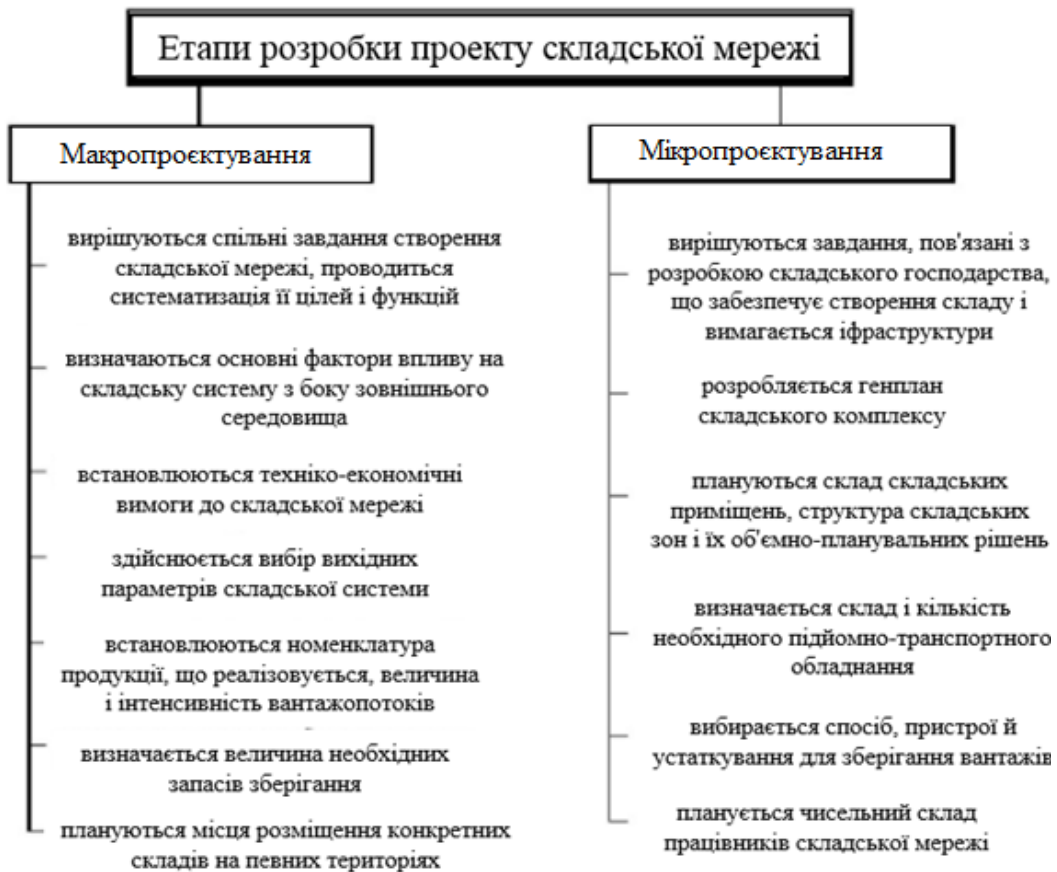 Етапи розробки проекту складської мережі
Макропроєктування
вирішуються спільні завдання створення
складської мережі, проводиться
систематизація її цілей і функцій
визначаються основні фактори впливу на
складську систему з боку зовнішнього
середовища
встановлюються техніко-економічні
вимоги до складської мережі
здійснюється вибір вихідних
параметрів складської системи
встановлюються номенклатура
продукції, що реалізовується, величина
і інтенсивність вантажопотоків
визначається величина необхідних
запасів зберігання
плануються місця розміщення конкретних
складів на певних територіях
Мікропроєктування
вирішуються завдання, пов'язані з
розробкою складського господарства,
що забезпечує створення складу і
вимагається іфраструктури
розробляється генплан
складського комплексу
плануються склад складських
приміщень, структура складських
зон і їх об'ємно-планувальних рішень
визначається склад і кількість
необхідного підйомно-транспортного
обладнання
вибирається спосіб, пристрої й
устаткування для зберігання вантажів
планується чисельний склад
працівників складської мережі